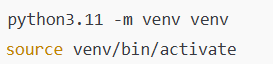 python3.11 -m venv venv
source venv/bin/activate